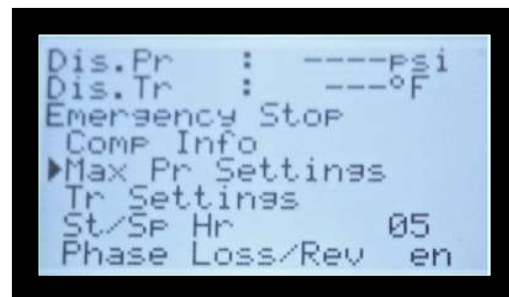 Dis.Pr : ----psi
Dis.Tr : ---°F
Emergency Stop
Comp Info
▶Max Pr Settings
Tr Settings
St/Sp Hr 05
Phase Loss/Rev en